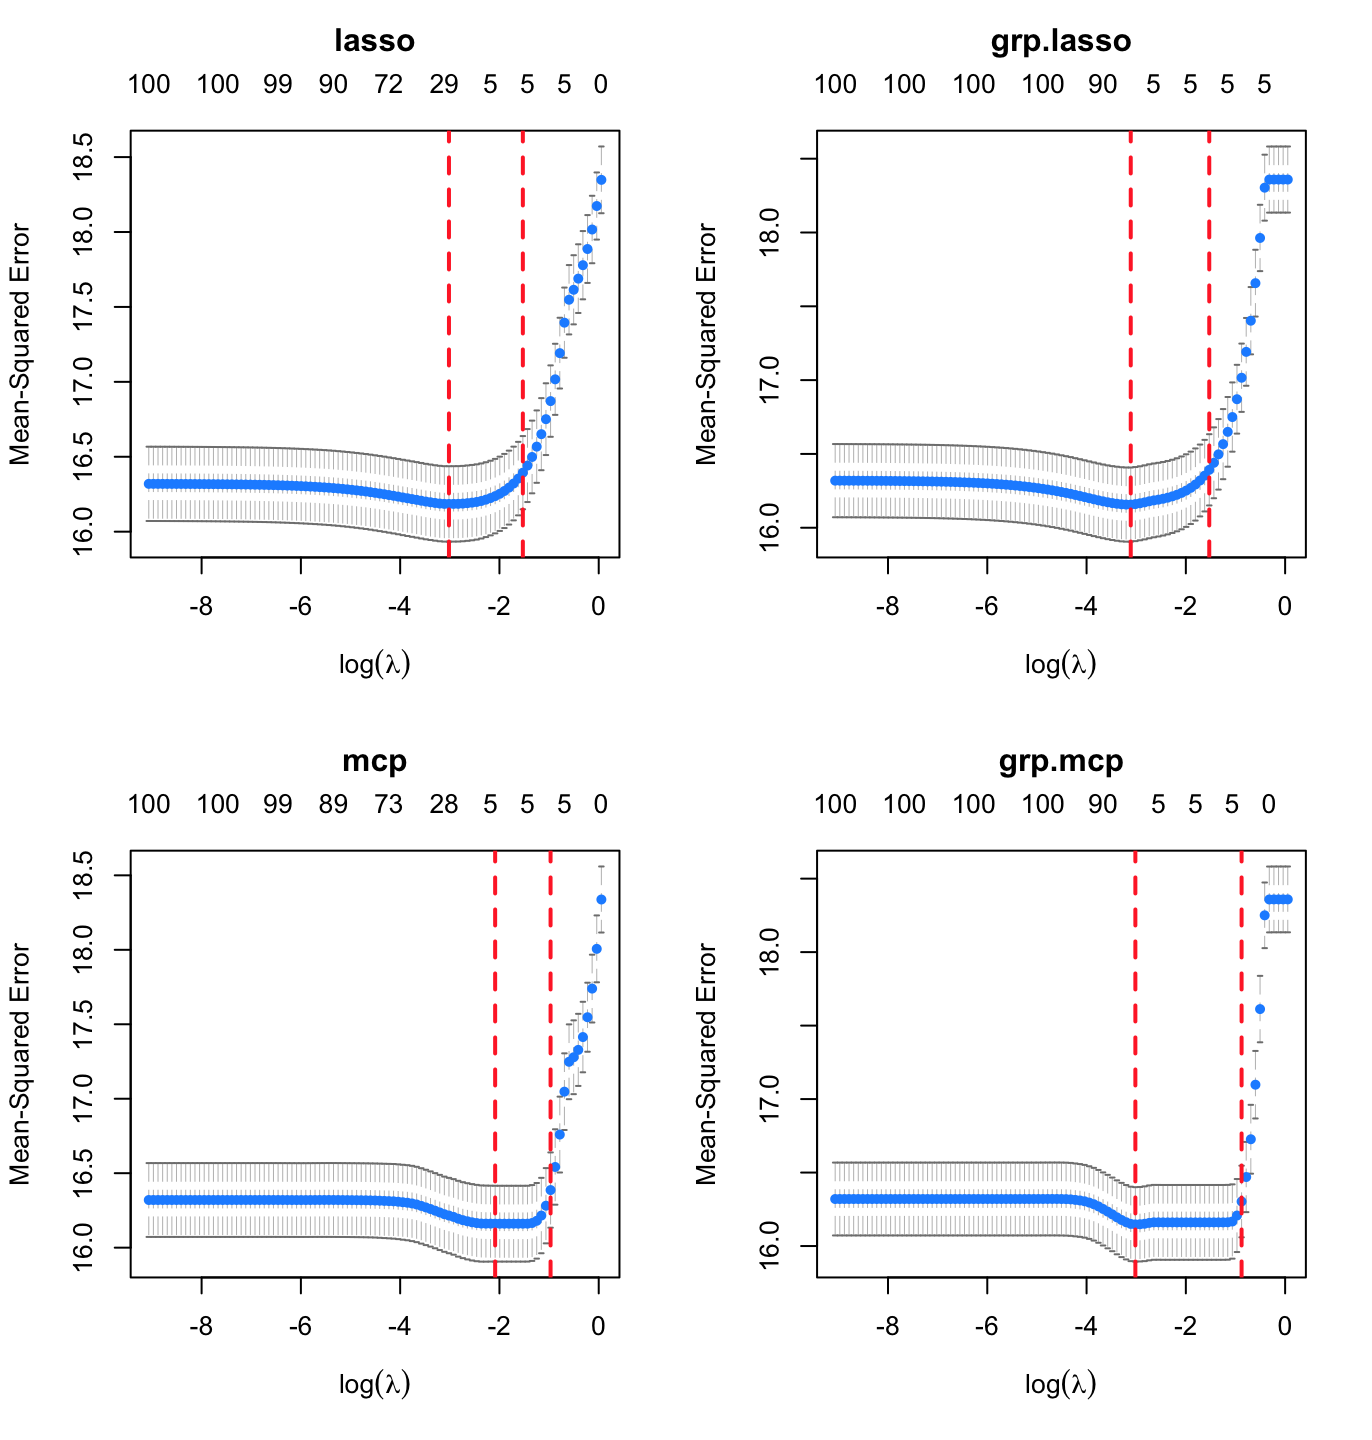 lasso
100 100 99 90 72 29 5 5 5 0
18.5
18.0
17.5
17.0
16.5
16.0
Mean-Squared Error
-8 -6 -4 -2 0
log(λ)
grp.lasso
100 100 100 100 90 5 5 5 5
18.0
17.0
16.0
Mean-Squared Error
-8 -6 -4 -2 0
log(λ)
mcp
100 100 99 89 73 28 5 5 5 0
18.5
18.0
17.5
17.0
16.5
16.0
Mean-Squared Error
-8 -6 -4 -2 0
log(λ)
grp.mcp
100 100 100 100 90 5 5 5 0
18.0
17.0
16.0
Mean-Squared Error
-8 -6 -4 -2 0
log(λ)